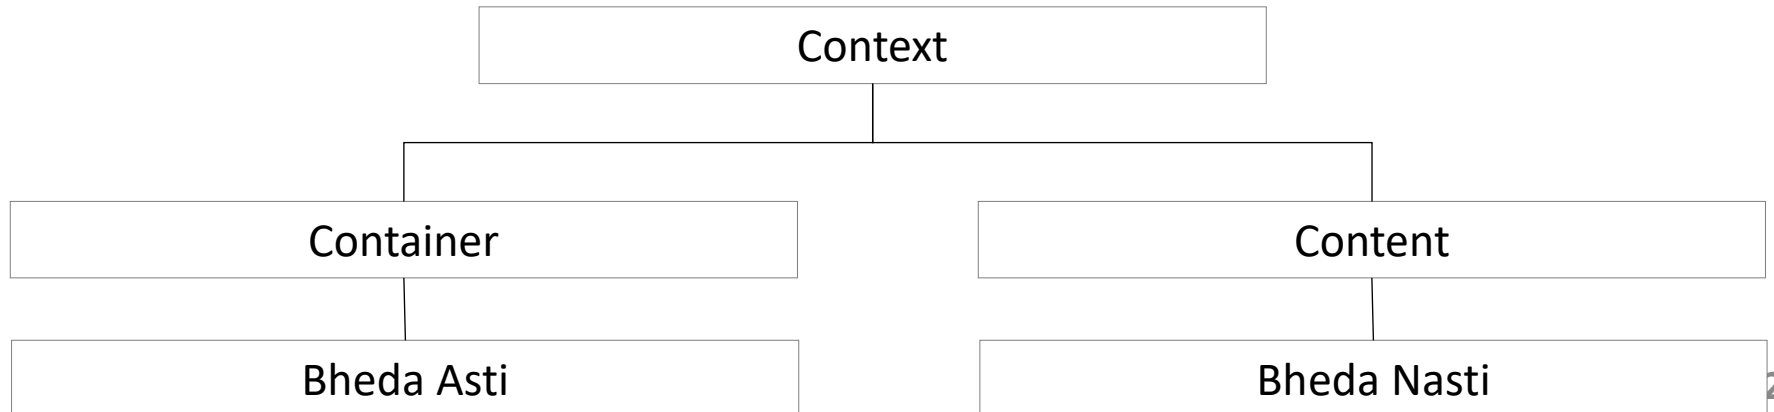 Context
Container
Content
Bheda Asti
Bheda Nasti